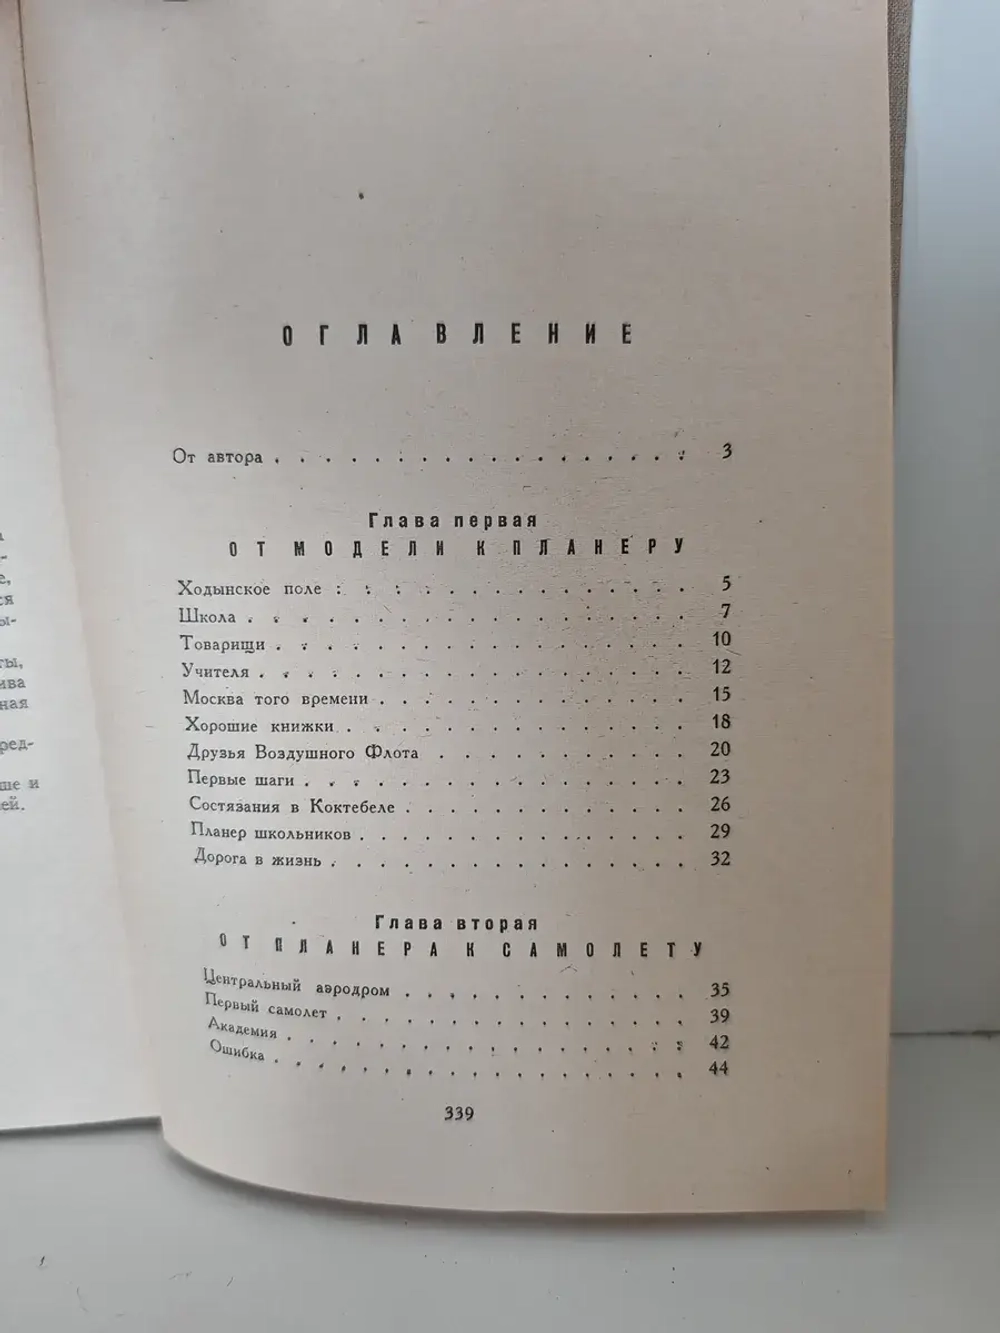 ОГЛАВЛЕНИЕ
От автора . . . . . . . . . . . . . . . . . . 3
Глава первая
ОТ МОДЕЛИ К ПЛАНЕРУ
Ходынское поле . . . . . . . . . . . . . . . 5
Школа . . . . . . . . . . . . . . . . . . . 7
Товарищи . . . . . . . . . . . . . . . . . . 10
Учителя . . . . . . . . . . . . . . . . . . 12
Москва того времени . . . . . . . . . . . . . 15
Хорошие книжки . . . . . . . . . . . . . . . 18
Друзья Воздушного Флота . . . . . . . . . . . 20
Первые шаги . . . . . . . . . . . . . . . . 23
Состязания в Коктебеле . . . . . . . . . . . . 26
Планер школьников . . . . . . . . . . . . . . 29
Дорога в жизнь . . . . . . . . . . . . . . . 32
Глава вторая
ОТ ПЛАНЕРА К САМОЛЕТУ
Центральный аэродром . . . . . . . . . . . . 35
Первый самолет . . . . . . . . . . . . . . . 39
Академия . . . . . . . . . . . . . . . . . . 42
Ошибка . . . . . . . . . . . . . . . . . . . 44
339